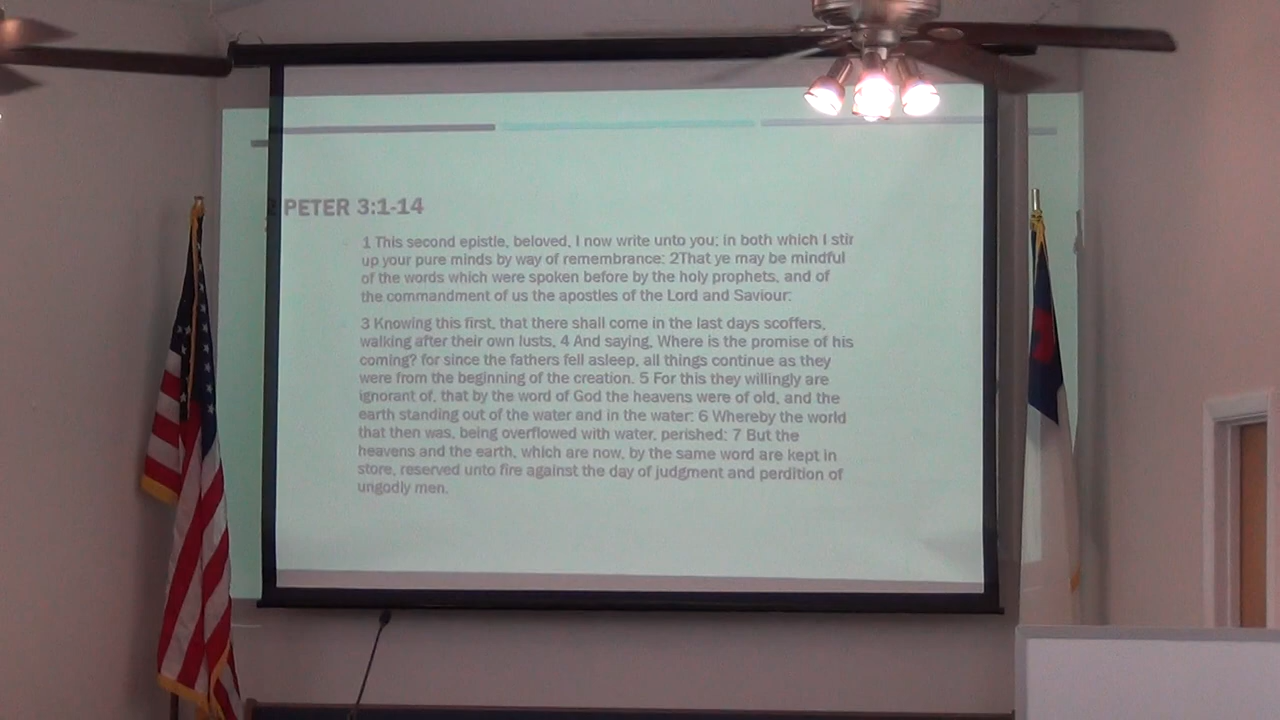 2 PETER 3:1-14
1 This second epistle, beloved, I now write unto you; in both which I stir
up your pure minds by way of remembrance: 2That ye may be mindful
of the words which were spoken before by the holy prophets, and of
the commandment of us the apostles of the Lord and Saviour:
3 Knowing this first, that there shall come in the last days scoffers,
walking after their own lusts, 4 And saying, Where is the promise of his
coming? for since the fathers fell asleep, all things continue as they
were from the beginning of the creation. 5 For this they willingly are
ignorant of, that by the word of God the heavens were of old, and the
earth standing out of the water and in the water: 6 Whereby the world
that then was, being overflowed with water, perished: 7 But the
heavens and the earth, which are now, by the same word are kept in
store, reserved unto fire against the day of judgment and perdition of
ungodly men.